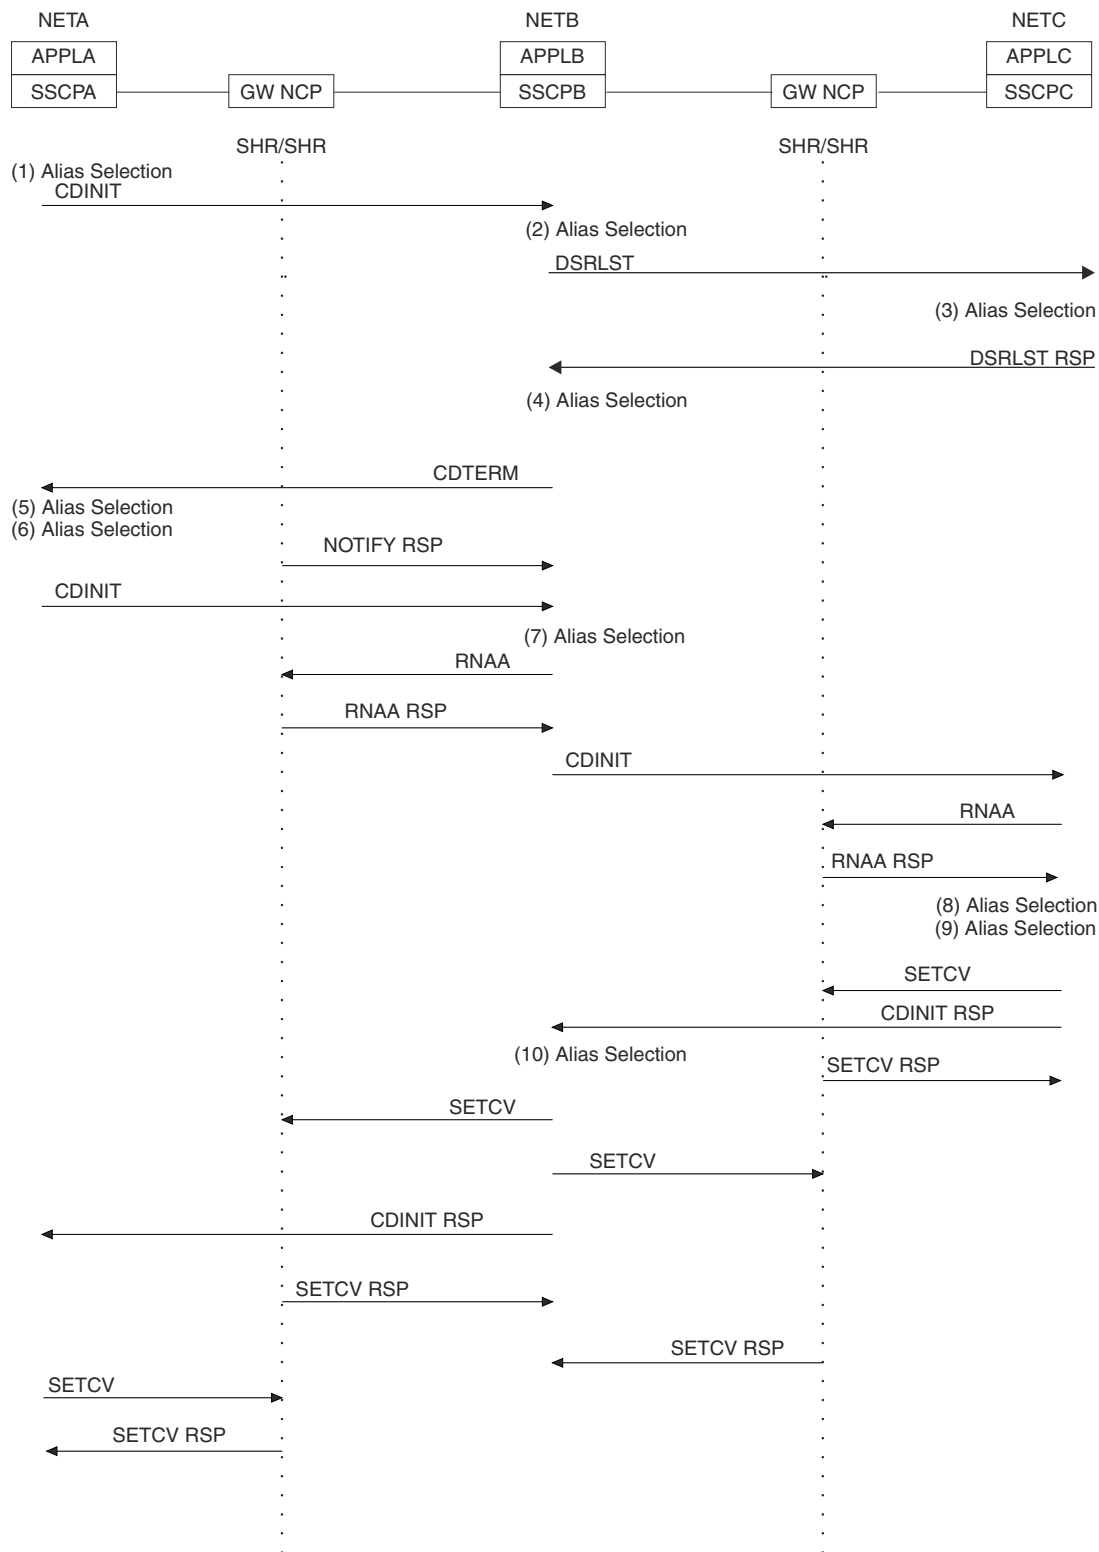 NETA NETB NETC
APPLA APPLB APPLC
SSCPA GW NCP SSCPB GW NCP SSCPC
SHR/SHR SHR/SHR
(1) Alias Selection
CDINIT
(2) Alias Selection
DSRLST
(3) Alias Selection
DSRLST RSP
(4) Alias Selection
CDTERM
(5) Alias Selection
(6) Alias Selection
NOTIFY RSP
CDINIT
(7) Alias Selection
RNAA
RNAA RSP
CDINIT
RNAA
RNAA RSP
(8) Alias Selection
(9) Alias Selection
SETCV
CDINIT RSP
(10) Alias Selection
SETCV RSP
SETCV
SETCV
CDINIT RSP
SETCV RSP
SETCV RSP
SETCV
SETCV RSP